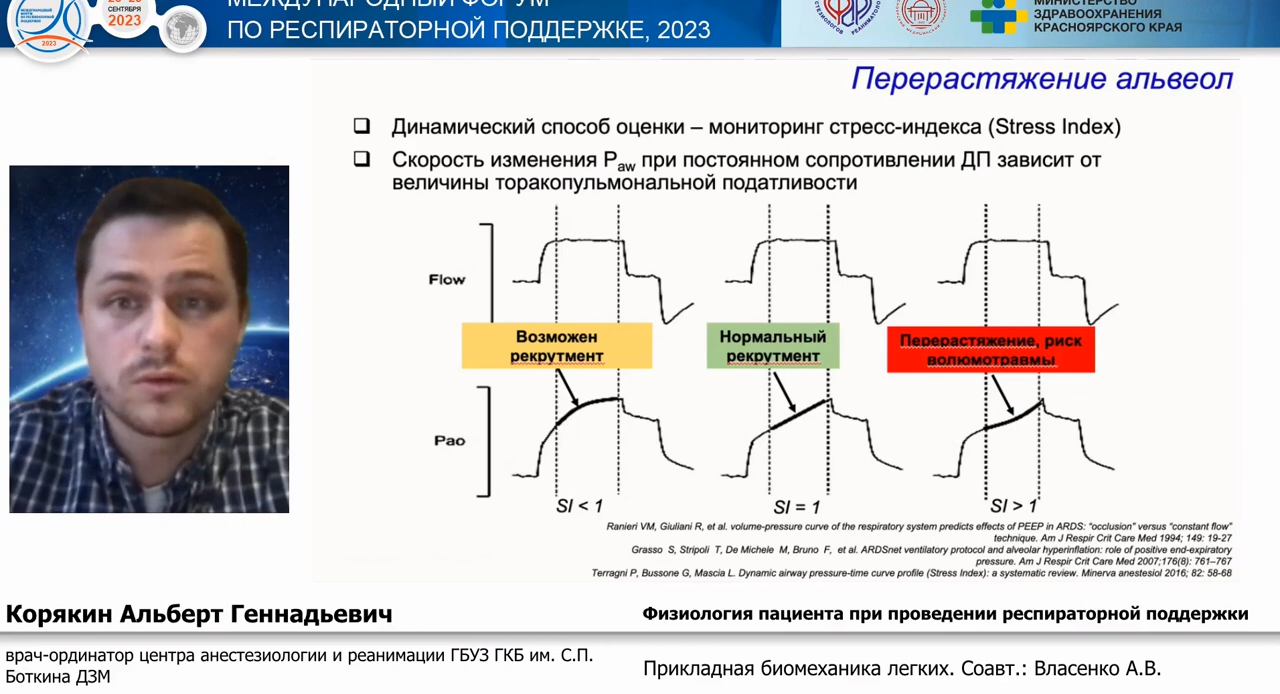 МЕЖДУНАРОДНЫЙ ФОРУМ
ПО РЕСПИРАТОРНОЙ ПОДДЕРЖКЕ, 2023
СЕНТЯБРЯ
2023
2023
МИНИСТЕРСТВО
ЗДРАВООХРАНЕНИЯ
КРАСНОЯРСКОГО КРАЯ
Перерастяжение альвеол
Динамический способ оценки – мониторинг стресс-индекса (Stress Index)
Скорость изменения Paw при постоянном сопротивлении ДП зависит от
величины торакопульмональной податливости
Flow
Возможен
рекрутмент
Нормальный
рекрутмент
Перерастяжение, риск
волюмотравмы
Pao
SI < 1
SI = 1
SI > 1
Ranieri VM, Giuliani R, et al. volume-pressure curve of the respiratory system predicts effects of PEEP in ARDS: “occlusion” versus “constant flow”
technique. Am J Respir Crit Care Med 1994; 149: 19-27
Grasso S, Stripoli T, De Michele M, Bruno F, et al. ARDSnet ventilatory protocol and alveolar hyperinflation: role of positive end-expiratory
pressure. Am J Respir Crit Care Med 2007;176(8): 761–767
Terragni P, Bussone G, Mascia L. Dynamic airway pressure-time curve profile (Stress Index): a systematic review. Minerva anestesiol 2016; 82: 58-68
Корякин Альберт Геннадьевич
Физиология пациента при проведении респираторной поддержки
врач-ординатор центра анестезиологии и реанимации ГБУЗ ГКБ им. С.П.
Боткина ДЗМ
Прикладная биомеханика легких. Соавт.: Власенко А.В.